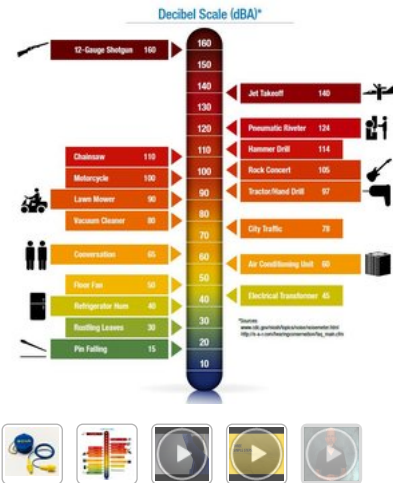 Decibel Scale (dBA)*
12-Gauge Shotgun 160
Chainsaw 110
Motorcycle 100
Lawn Mower 90
Vacuum Cleaner 80
Conversation 65
Floor Fan 50
Refrigerator Hum 40
Rustling Leaves 30
Pin Falling 15
160
150
140
130
120
110
100
90
80
70
60
50
40
30
20
10
Jet Takeoff 140
Pneumatic Riveter 124
Hammer Drill 114
Rock Concert 105
Tractor/Hand Drill 97
City Traffic 78
Air Conditioning Unit 60
Electrical Transformer 45
*Sources: